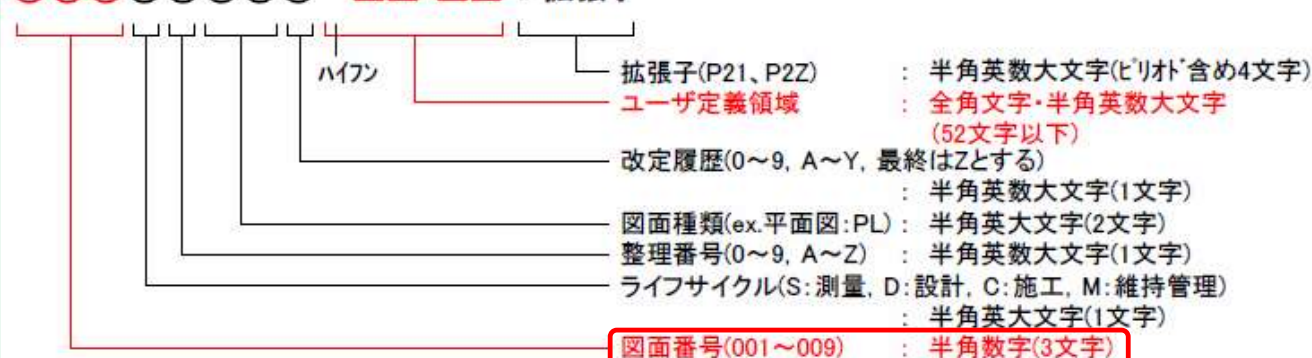 ハイフン
拡張子(P21、P2Z) : 半角英数大文字(ピリオド含め4文字)
ユーザ定義領域 : 全角文字・半角英数大文字
(52文字以下)
改定履歴(0～9, A～Y, 最終はZとする)
: 半角英数大文字(1文字)
図面種類(ex.平面図:PL) : 半角英大文字(2文字)
整理番号(0～9, A～Z) : 半角英数大文字(1文字)
ライフサイクル(S:測量, D:設計, C:施工, M:維持管理)
: 半角英大文字(1文字)
図面番号(001～009) : 半角数字(3文字)